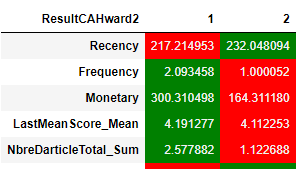 ResultCAHward2 1 2
Recency 217.214953 232.048094
Frequency 2.093458 1.000052
Monetary 300.310498 164.311180
LastMeanScore_Mean 4.191277 4.112253
NbreDarticleTotal_Sum 2.577882 1.122688